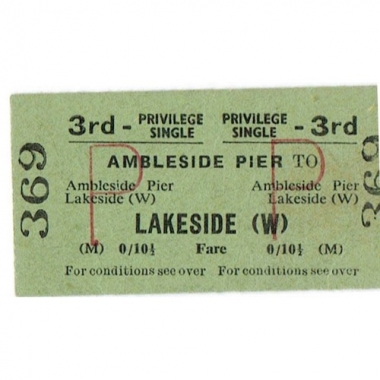 3rd - PRIVILEGE SINGLE PRIVILEGE SINGLE - 3rd
AMBLESIDE PIER TO
Ambleside Pier Ambleside Pier
Lakeside (W) Lakeside (W)
LAKESIDE (W)
(M) 0/10½ Fare 0/10½ (M)
For conditions see over For conditions see over
369
369
P P